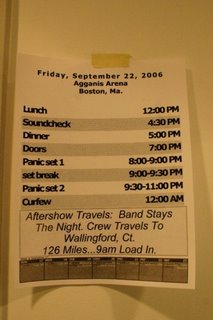 Friday, September 22, 2006
Agganis Arena
Boston, Ma.
Lunch 12:00 PM
Soundcheck 4:30 PM
Dinner 5:00 PM
Doors 7:00 PM
Panic set 1 8:00-9:00 PM
set break 9:00-9:30 PM
Panic set 2 9:30-11:00 PM
Curfew 12:00 AM
Aftershow Travels: Band Stays
The Night. Crew Travels To
Wallingford, Ct.
126 Miles...9am Load In,